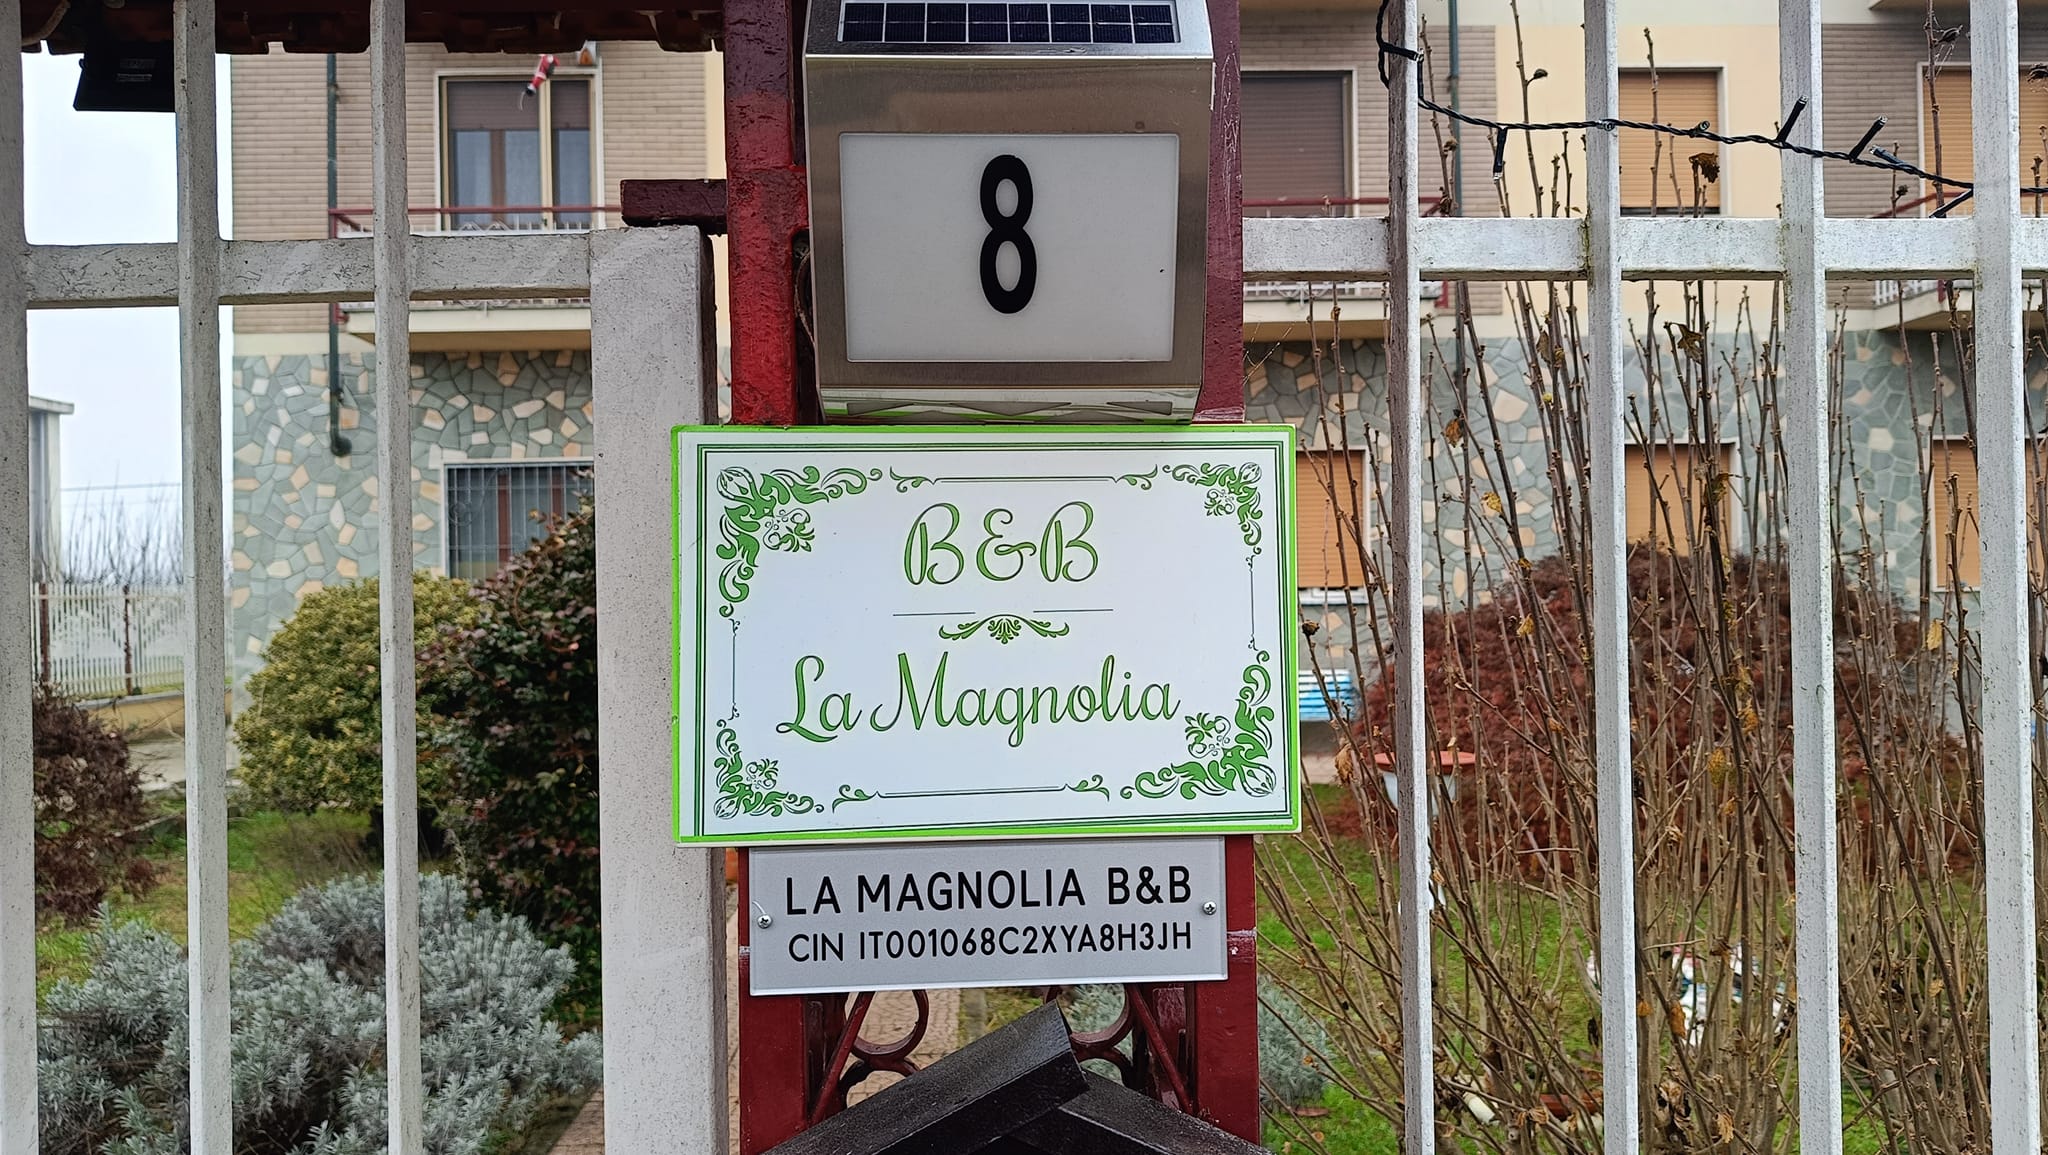 8
B&B
La Magnolia
LA MAGNOLIA B&B
CIN IT001068C2XYA8H3JH